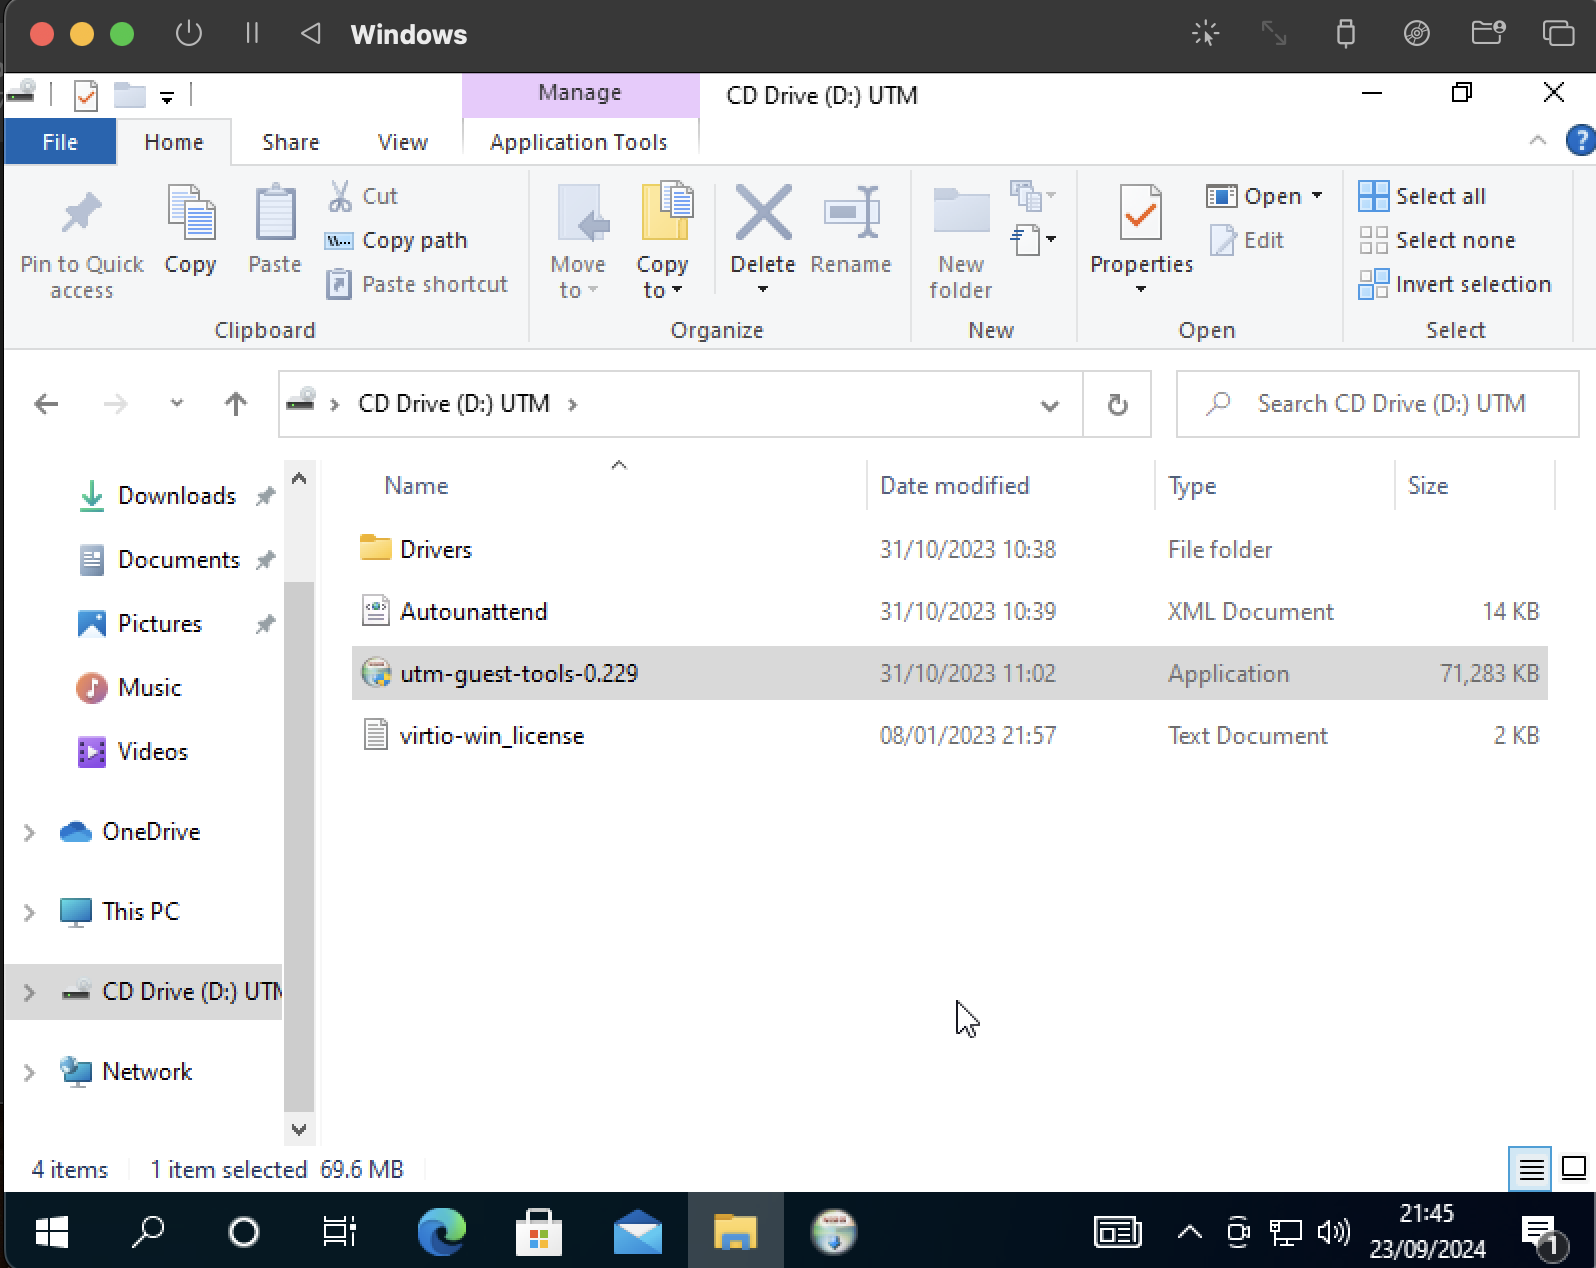 Windows
Manage
CD Drive (D:) UTM
File
Home
Share
View
Application Tools
?
Pin to Quick access
Copy
Paste
Cut
Copy path
Paste shortcut
Clipboard
Move to
Copy to
Delete
Rename
Organize
New folder
New
Properties
Open
Edit
Open
Select all
Select none
Invert selection
Select
CD Drive (D:) UTM
Search CD Drive (D:) UTM
Downloads
Documents
Pictures
Music
Videos
OneDrive
This PC
CD Drive (D:) UTM
Network
Name Date modified Type Size
Drivers 31/10/2023 10:38 File folder
Autounattend 31/10/2023 10:39 XML Document 14 KB
utm-guest-tools-0.229 31/10/2023 11:02 Application 71,283 KB
virtio-win_license 08/01/2023 21:57 Text Document 2 KB
4 items 1 item selected 69.6 MB
21:45
23/09/2024
1